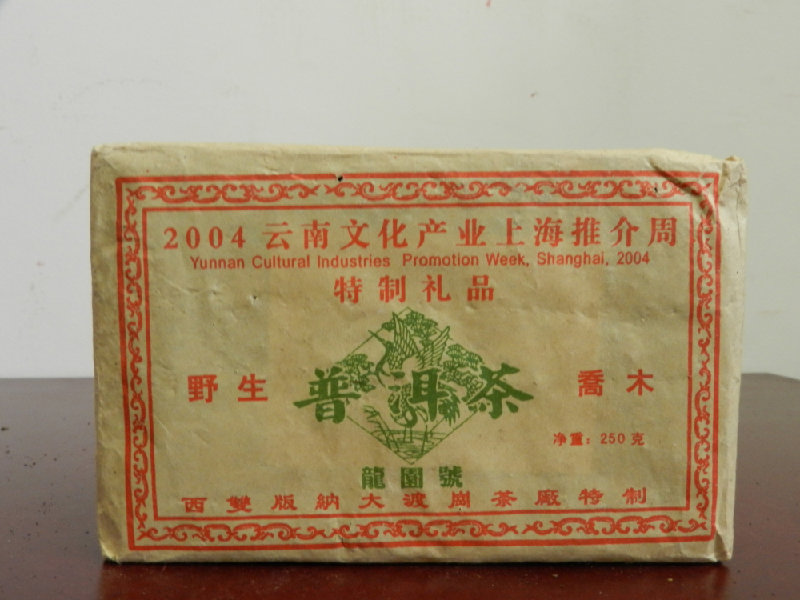 2004 云南文化产业上海推介周
Yunnan Cultural Industries Promotion Week, Shanghai, 2004
特制礼品
野生 普洱茶 喬木
净重：250克
龍園號
西雙版納大渡崗茶廠特制